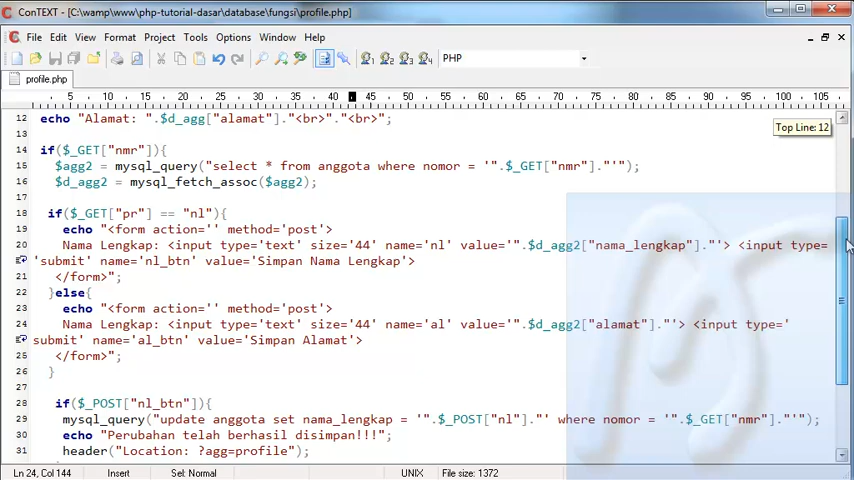 ConTEXT - [C:\wamp\www\php-tutorial-dasar\database\fungsi\profile.php]
File Edit View Format Project Tools Options Window Help
1 2 3 4 PHP
profile.php
5 10 15 20 25 30 35 40 45 50 55 60 65 70 75 80 85 90 95 100 105
12 echo "Alamat: ".$d_agg["alamat"]."<br>"."<br>";
Top Line: 12
13
14 if($_GET["nmr"]){
15 $agg2 = mysql_query("select * from anggota where nomor = '".$_GET["nmr"]."'");
16 $d_agg2 = mysql_fetch_assoc($agg2);
17
18 if($_GET["pr"] == "nl"){
19 echo "<form action='' method='post'>
20 Nama Lengkap: <input type='text' size='44' name='nl' value='".$d_agg2["nama_lengkap"]."'> <input type=
'submit' name='nl_btn' value='Simpan Nama Lengkap'>
21 </form>";
22 }else{
23 echo "<form action='' method='post'>
24 Nama Lengkap: <input type='text' size='44' name='al' value='".$d_agg2["alamat"]."'> <input type='
submit' name='al_btn' value='Simpan Alamat'>
25 </form>";
26 }
27
28 if($_POST["nl_btn"]){
29 mysql_query("update anggota set nama_lengkap = '".$_POST["nl"]."' where nomor = '".$_GET["nmr"]."'");
30 echo "Perubahan telah berhasil disimpan!!!";
31 header("Location: ?agg=profile");
Ln 24, Col 144 Insert Sel: Normal UNIX File size: 1372